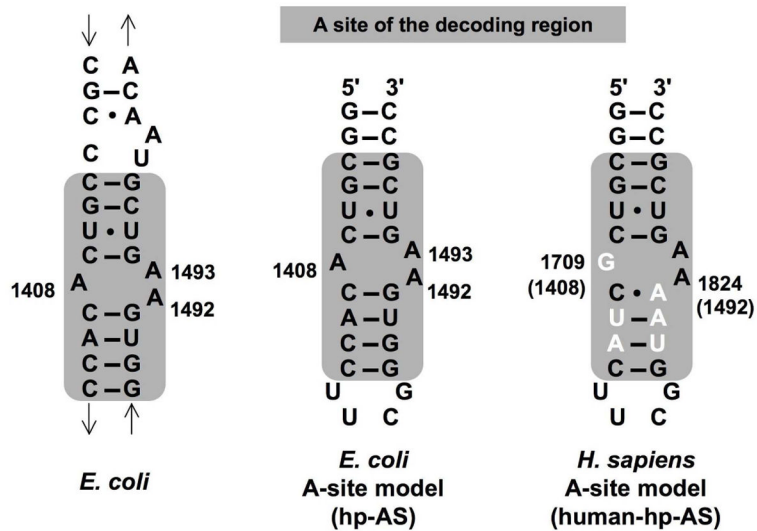 A site of the decoding region
C A
G – C
C • A
A
C U
C – G
G – C
U • U
C – G
A 1493
1408 A A 1492
C – G
A – U
C – G
C – G
E. coli
5' 3'
G – C
G – C
C – G
G – C
U • U
C – G
A 1493
1408 A A 1492
C – G
A – U
C – G
C – G
U G
U C
E. coli
A-site model
(hp-AS)
5' 3'
G – C
G – C
C – G
G – C
U • U
C – G
A
1709 G A 1824
(1408) (1492)
C • A
U – A
A – U
C – G
U G
U C
H. sapiens
A-site model
(human-hp-AS)